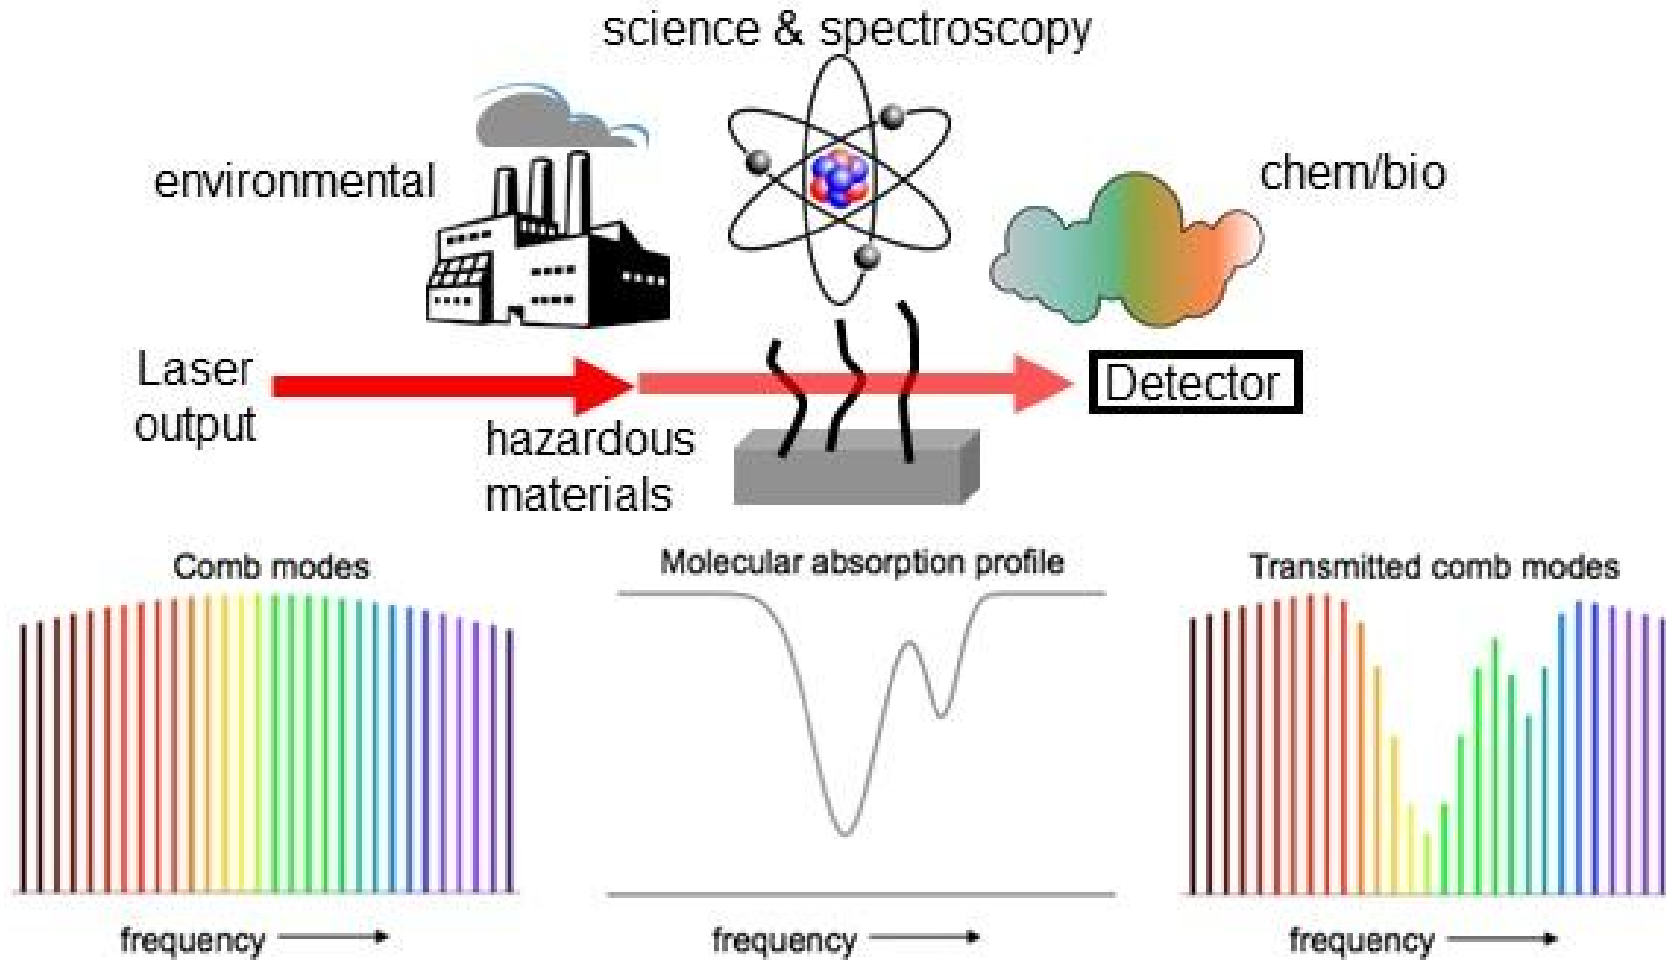 science & spectroscopy
environmental
chem/bio
Laser
output
Detector
hazardous
materials
Comb modes
Molecular absorption profile
Transmitted comb modes
frequency
frequency
frequency